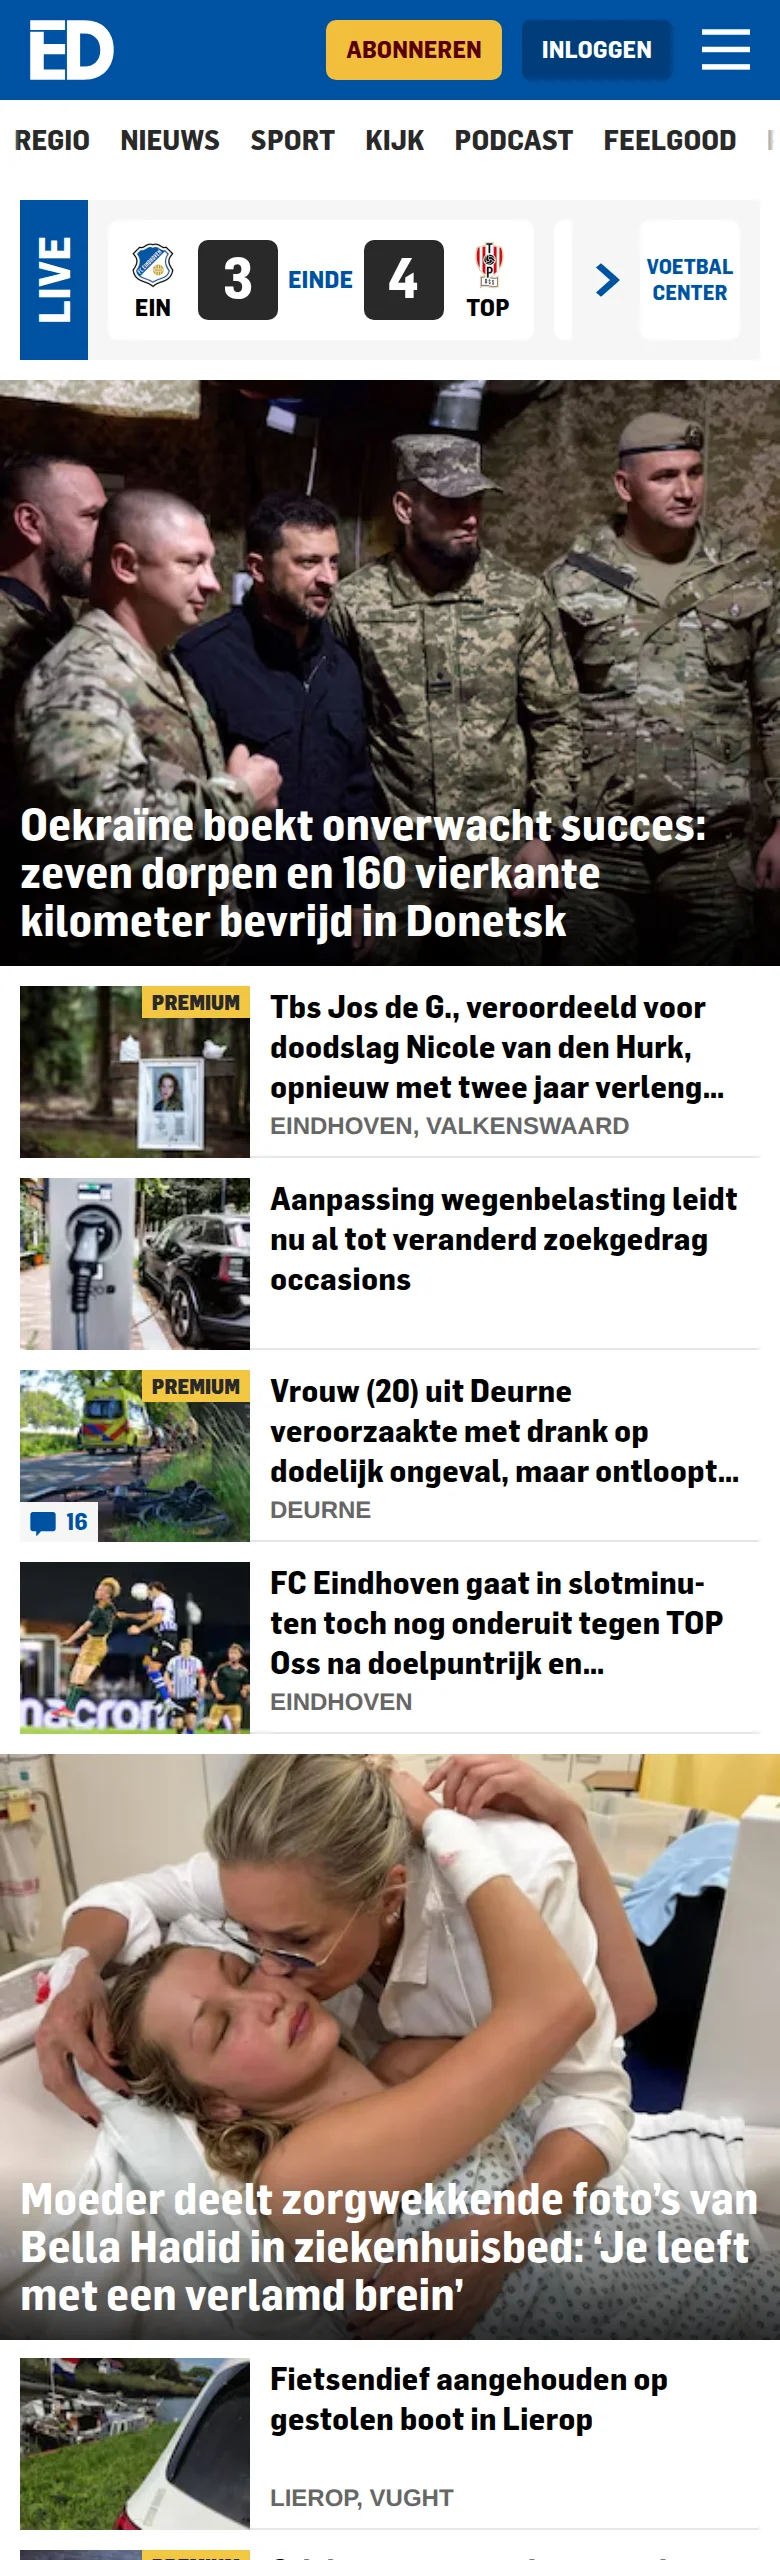 ED
ABONNEREN
INLOGGEN
REGIO NIEUWS SPORT KIJK PODCAST FEELGOOD
LIVE
EIN
3
EINDE
4
TOP
VOETBAL
CENTER
Oekraïne boekt onverwacht succes:
zeven dorpen en 160 vierkante
kilometer bevrijd in Donetsk
PREMIUM
Tbs Jos de G., veroordeeld voor
doodslag Nicole van den Hurk,
opnieuw met twee jaar verleng...
EINDHOVEN, VALKENSWAARD
Aanpassing wegenbelasting leidt
nu al tot veranderd zoekgedrag
occasions
PREMIUM
16
Vrouw (20) uit Deurne
veroorzaakte met drank op
dodelijk ongeval, maar ontloopt...
DEURNE
macron
FC Eindhoven gaat in slotminu-
ten toch nog onderuit tegen TOP
Oss na doelpuntrijk en...
EINDHOVEN
Moeder deelt zorgwekkende foto’s van
Bella Hadid in ziekenhuisbed: ‘Je leeft
met een verlamd brein’
Fietsendief aangehouden op
gestolen boot in Lierop
LIEROP, VUGHT